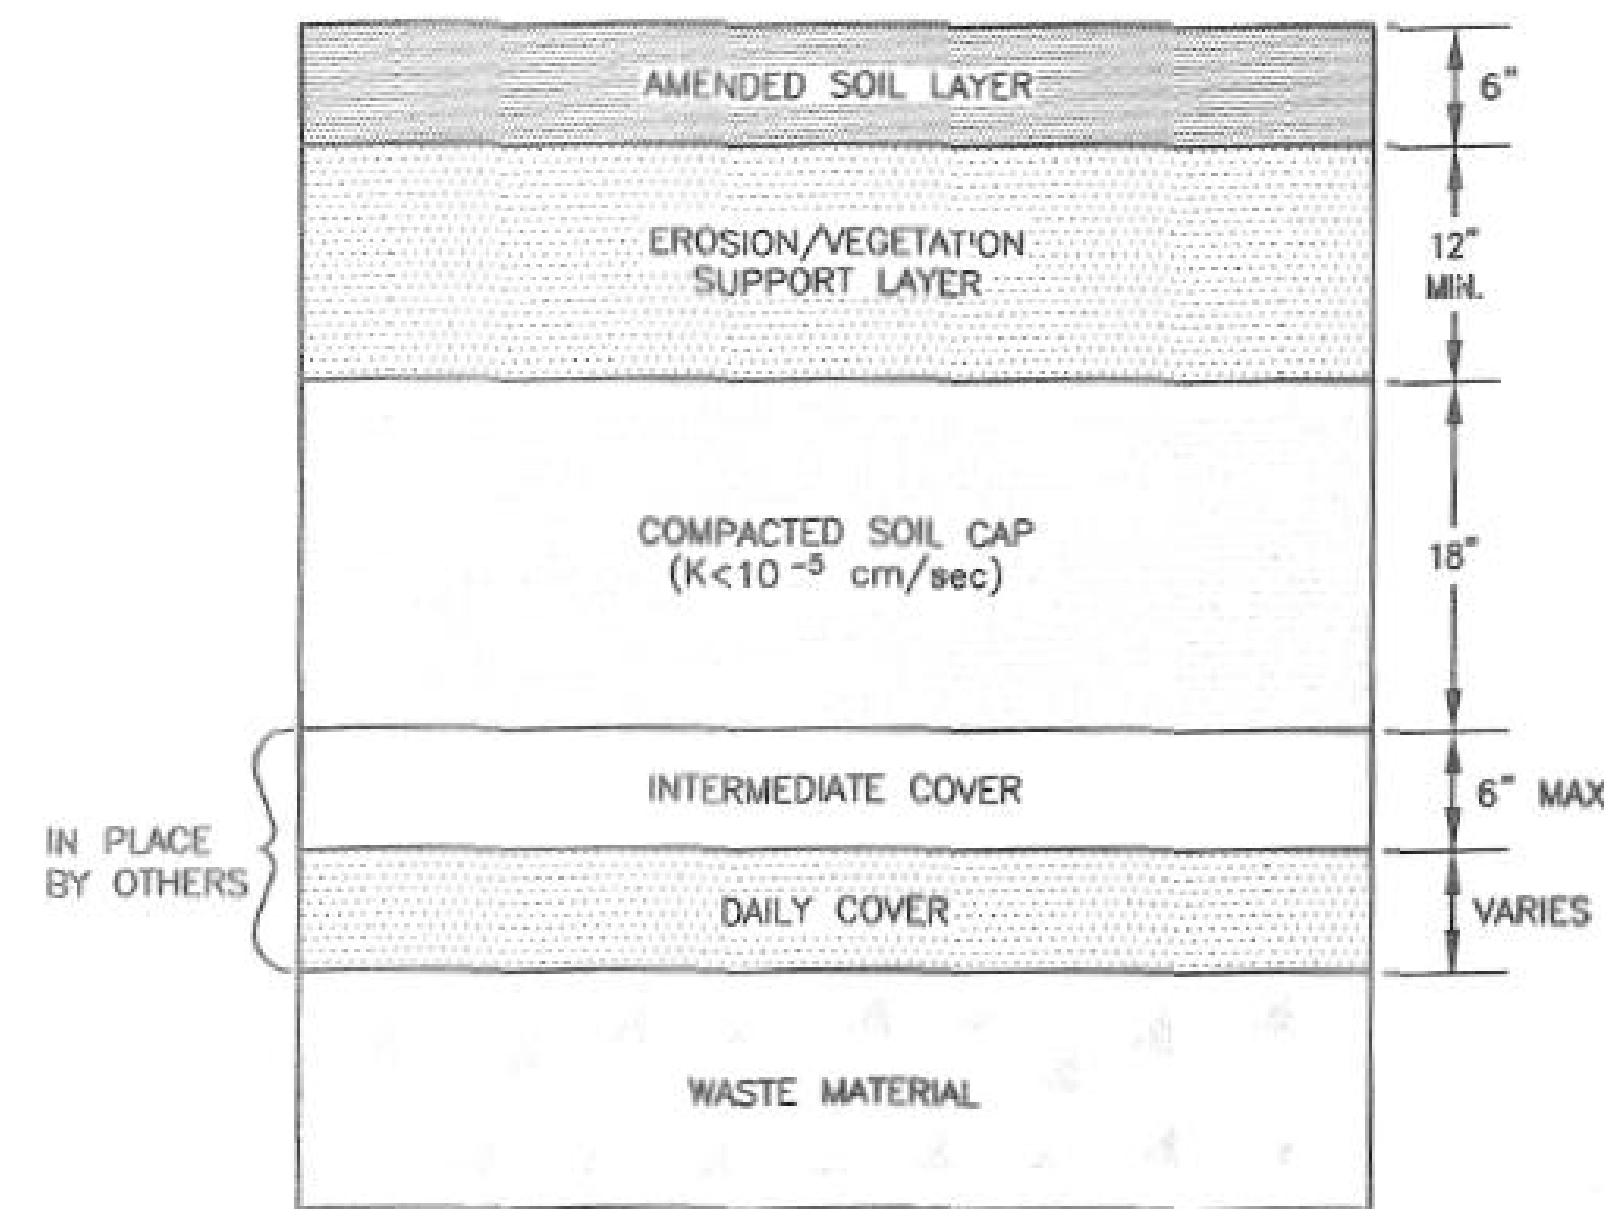 AMENDED SOIL LAYER
6"
EROSION/VEGETATION
SUPPORT LAYER
12"
MIN.
COMPACTED SOIL CAP
(K<10 -5 cm/sec)
18"
INTERMEDIATE COVER
6" MAX
IN PLACE
BY OTHERS
DAILY COVER
VARIES
WASTE MATERIAL